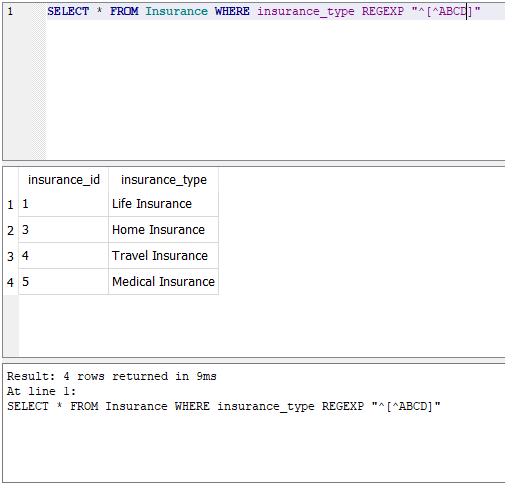 1 SELECT * FROM Insurance WHERE insurance_type REGEXP "^[^ABCD]"
insurance_id insurance_type
1 1 Life Insurance
2 3 Home Insurance
3 4 Travel Insurance
4 5 Medical Insurance
Result: 4 rows returned in 9ms
At line 1:
SELECT * FROM Insurance WHERE insurance_type REGEXP "^[^ABCD]"